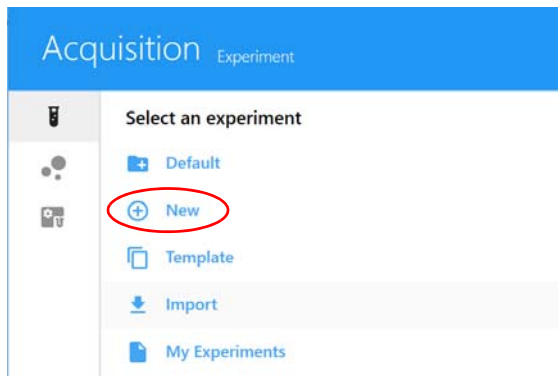 Acquisition Experiment
Select an experiment
Default
New
Template
Import
My Experiments